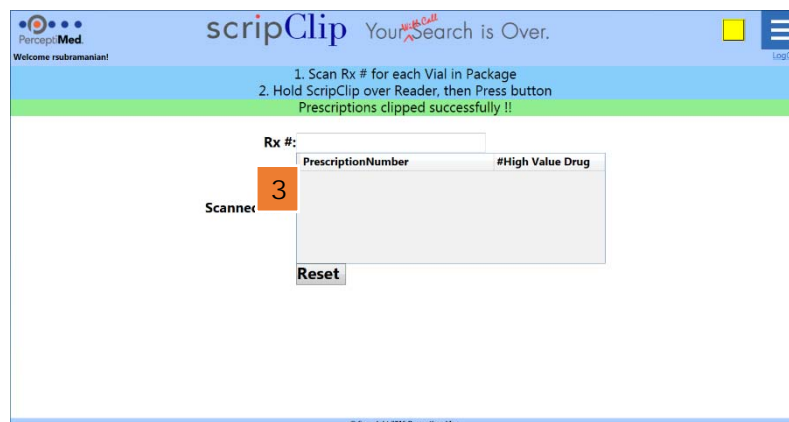 PerceptiMed.
scripClip Your Will Call Search is Over.
Welcome rsubramanian!
1. Scan Rx # for each Vial in Package
2. Hold ScripClip over Reader, then Press button
Prescriptions clipped successfully !!
Rx #:
PrescriptionNumber #High Value Drug
3
Reset